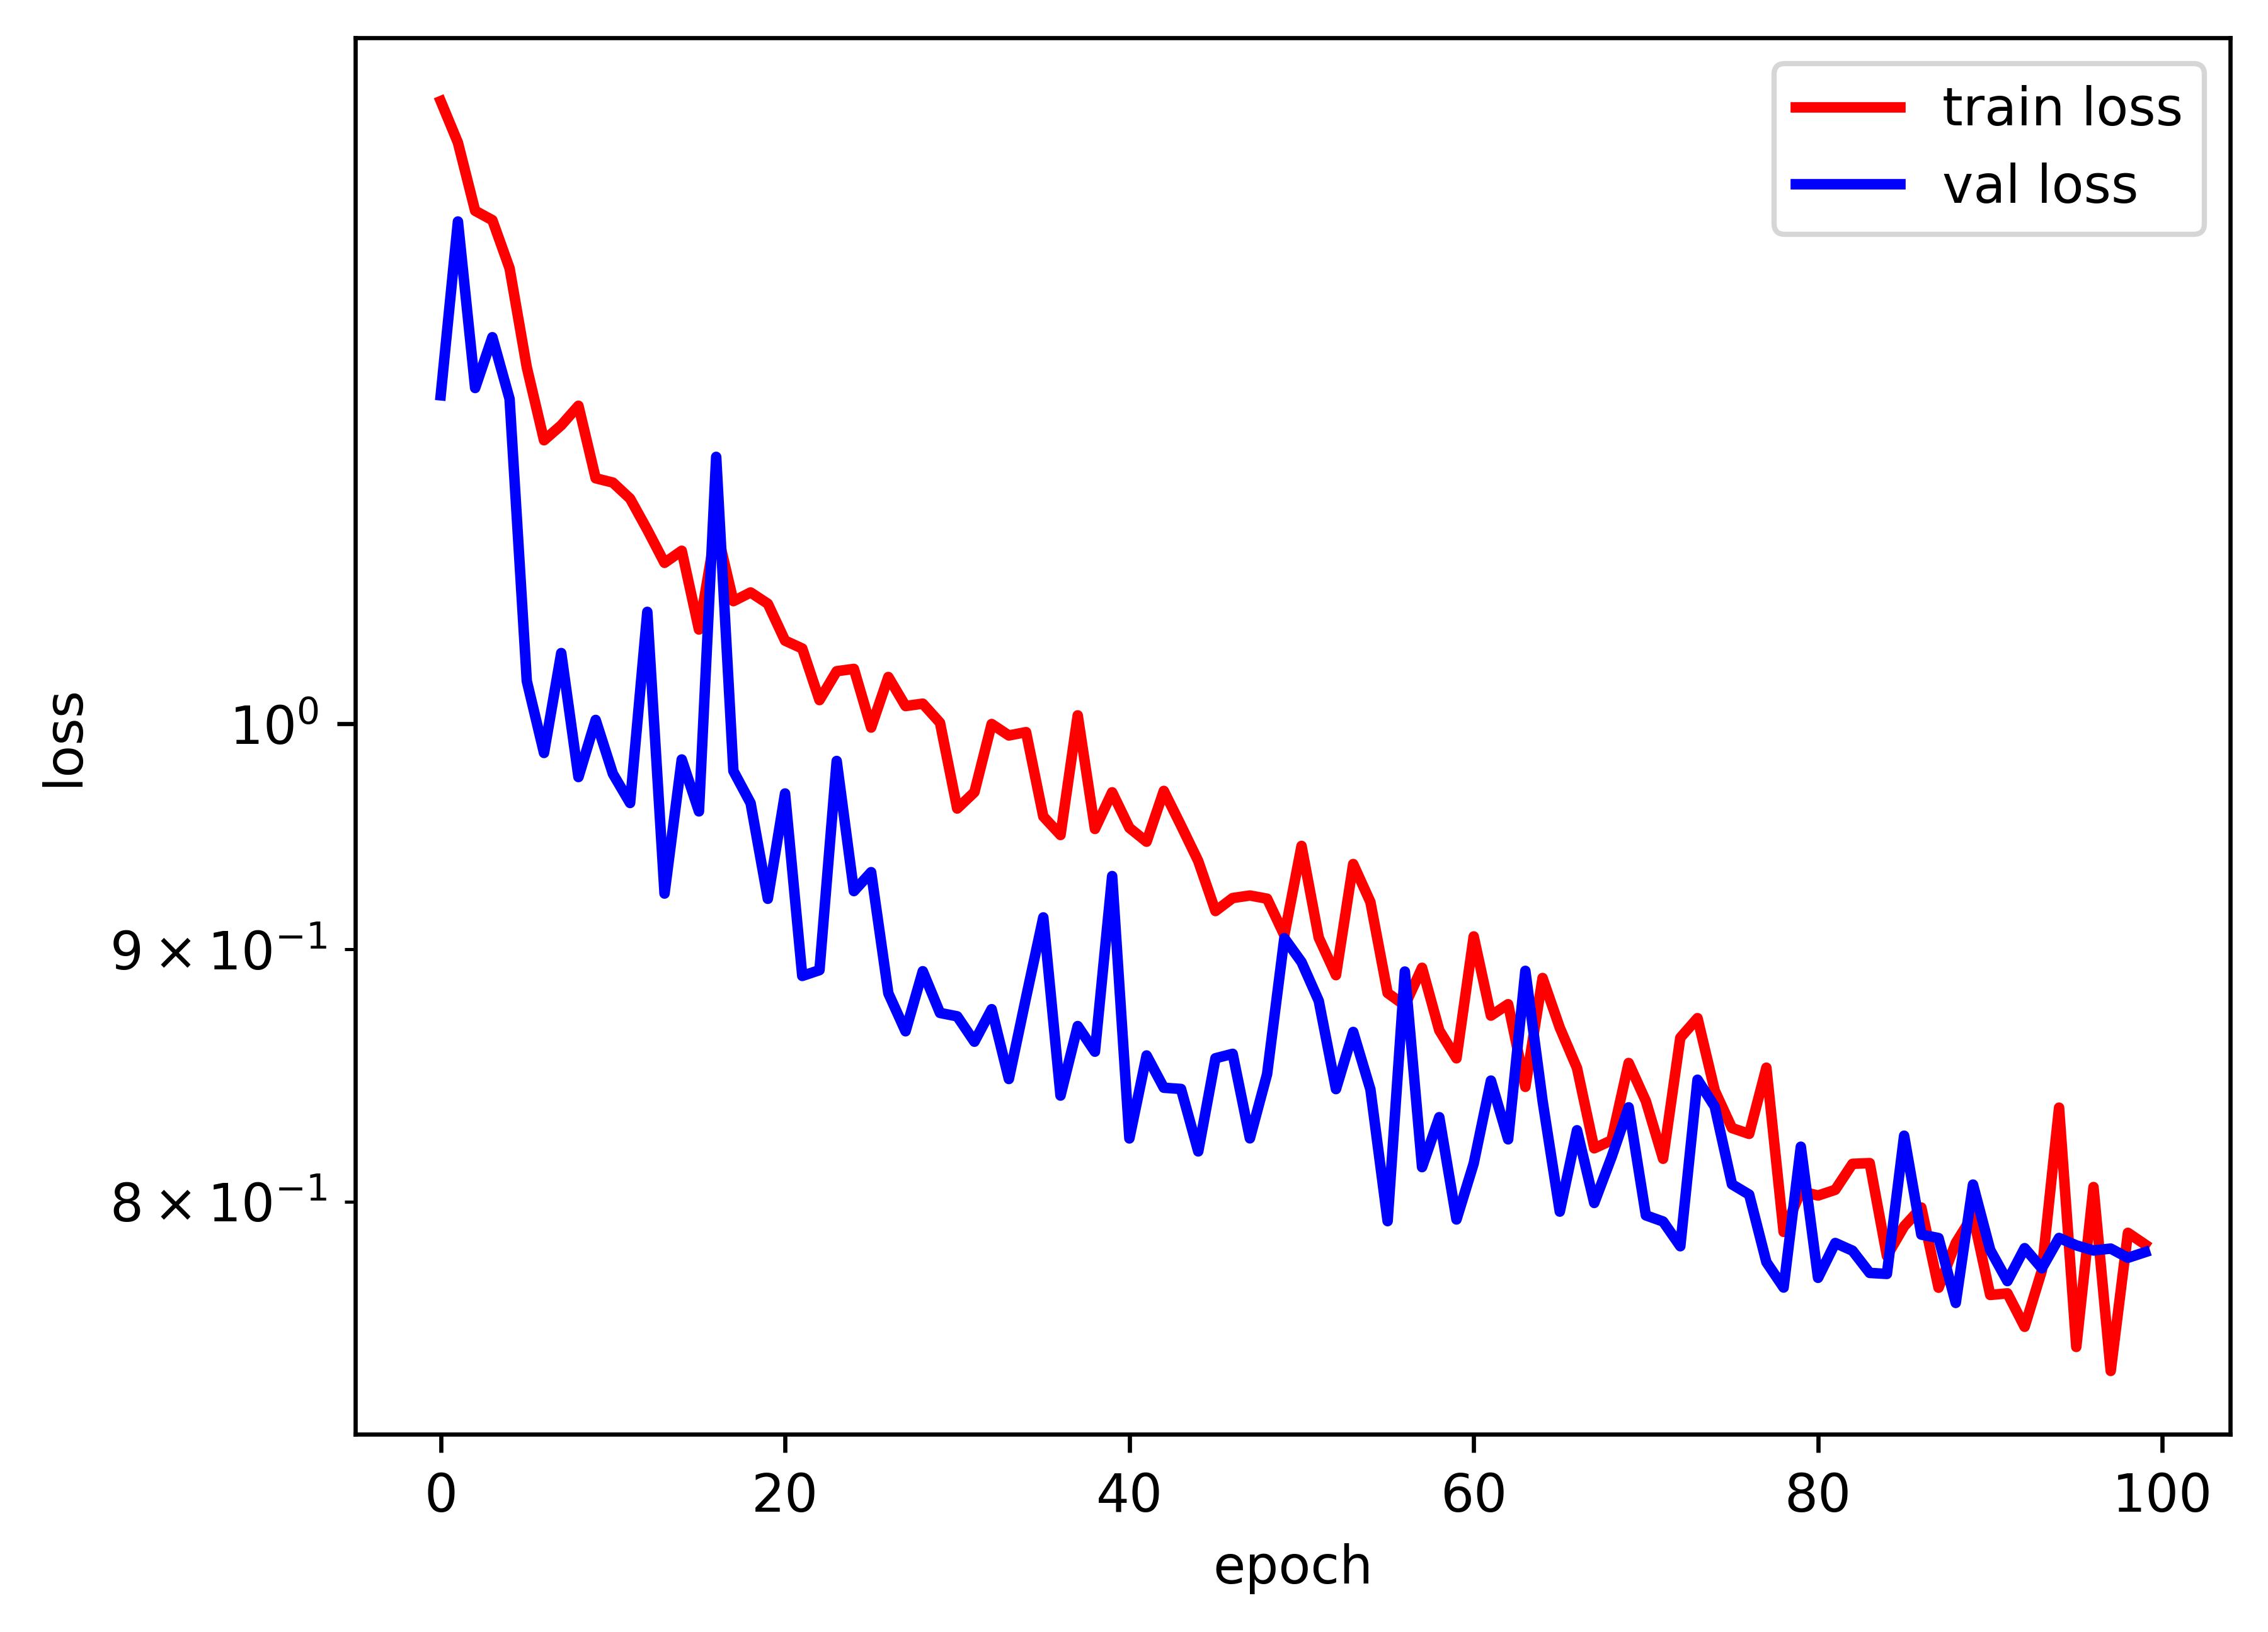 train loss
val loss
loss
10⁰
9 × 10⁻¹
8 × 10⁻¹
0 20 40 60 80 100
epoch